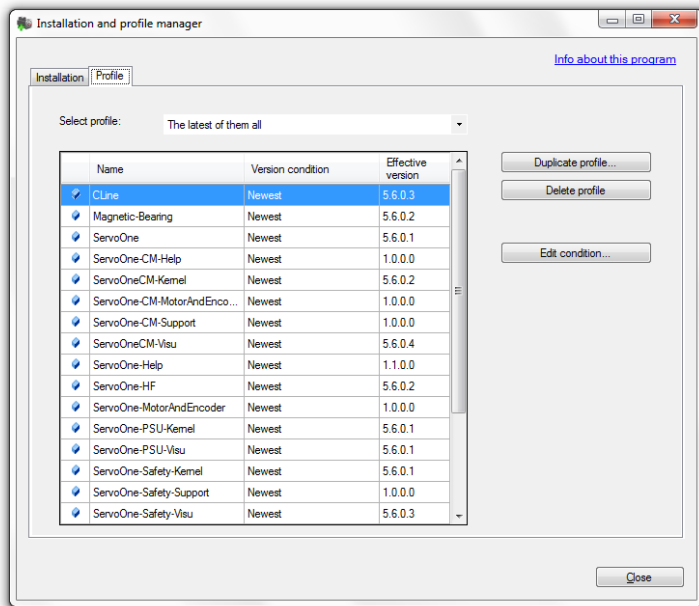 Installation and profile manager
Info about this program
Installation Profile
Select profile: The latest of them all
Name Version condition Effective version
CLine Newest 5.6.0.3
Magnetic-Bearing Newest 5.6.0.2
ServoOne Newest 5.6.0.1
ServoOne-CM-Help Newest 1.0.0.0
ServoOneCM-Kernel Newest 5.6.0.2
ServoOne-CM-MotorAndEnco... Newest 1.0.0.0
ServoOne-CM-Support Newest 1.0.0.0
ServoOneCM-Visu Newest 5.6.0.4
ServoOne-Help Newest 1.1.0.0
ServoOne-HF Newest 5.6.0.2
ServoOne-MotorAndEncoder Newest 1.0.0.0
ServoOne-PSU-Kernel Newest 5.6.0.1
ServoOne-PSU-Visu Newest 5.6.0.1
ServoOne-Safety-Kernel Newest 5.6.0.1
ServoOne-Safety-Support Newest 1.0.0.0
ServoOne-Safety-Visu Newest 5.6.0.3
Duplicate profile...
Delete profile
Edit condition...
Close